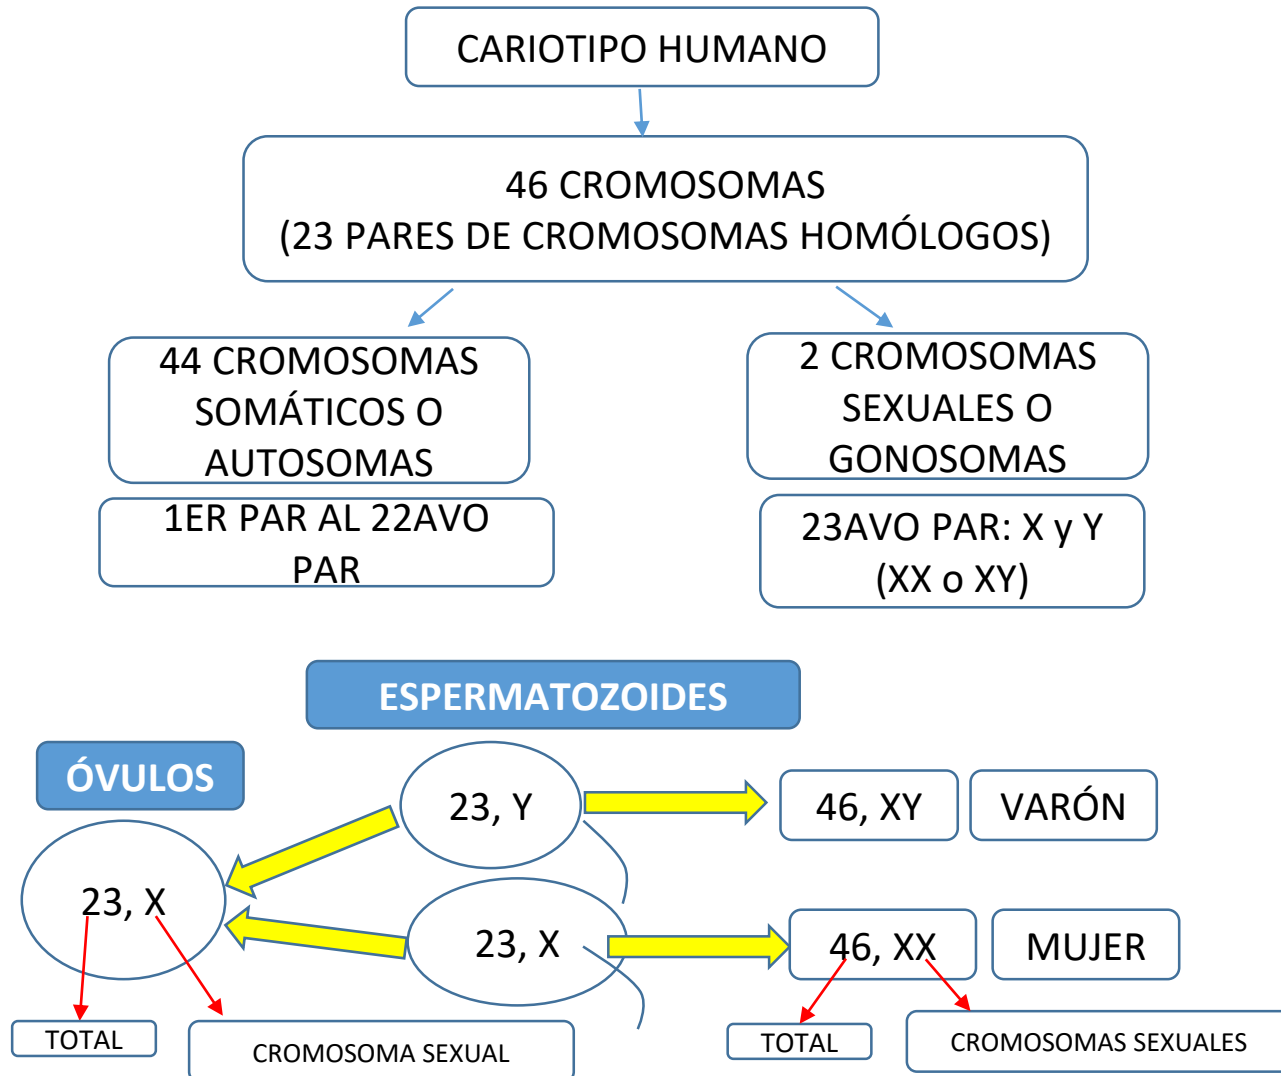 CARIOTIPO HUMANO
46 CROMOSOMAS
(23 PARES DE CROMOSOMAS HOMÓLOGOS)
44 CROMOSOMAS
SOMÁTICOS O
AUTOSOMAS
2 CROMOSOMAS
SEXUALES O
GONOSOMAS
1ER PAR AL 22AVO
PAR
23AVO PAR: X y Y
(XX o XY)
ESPERMATOZOIDES
ÓVULOS
23, Y
46, XY
VARÓN
23, X
23, X
46, XX
MUJER
TOTAL
CROMOSOMA SEXUAL
TOTAL
CROMOSOMAS SEXUALES